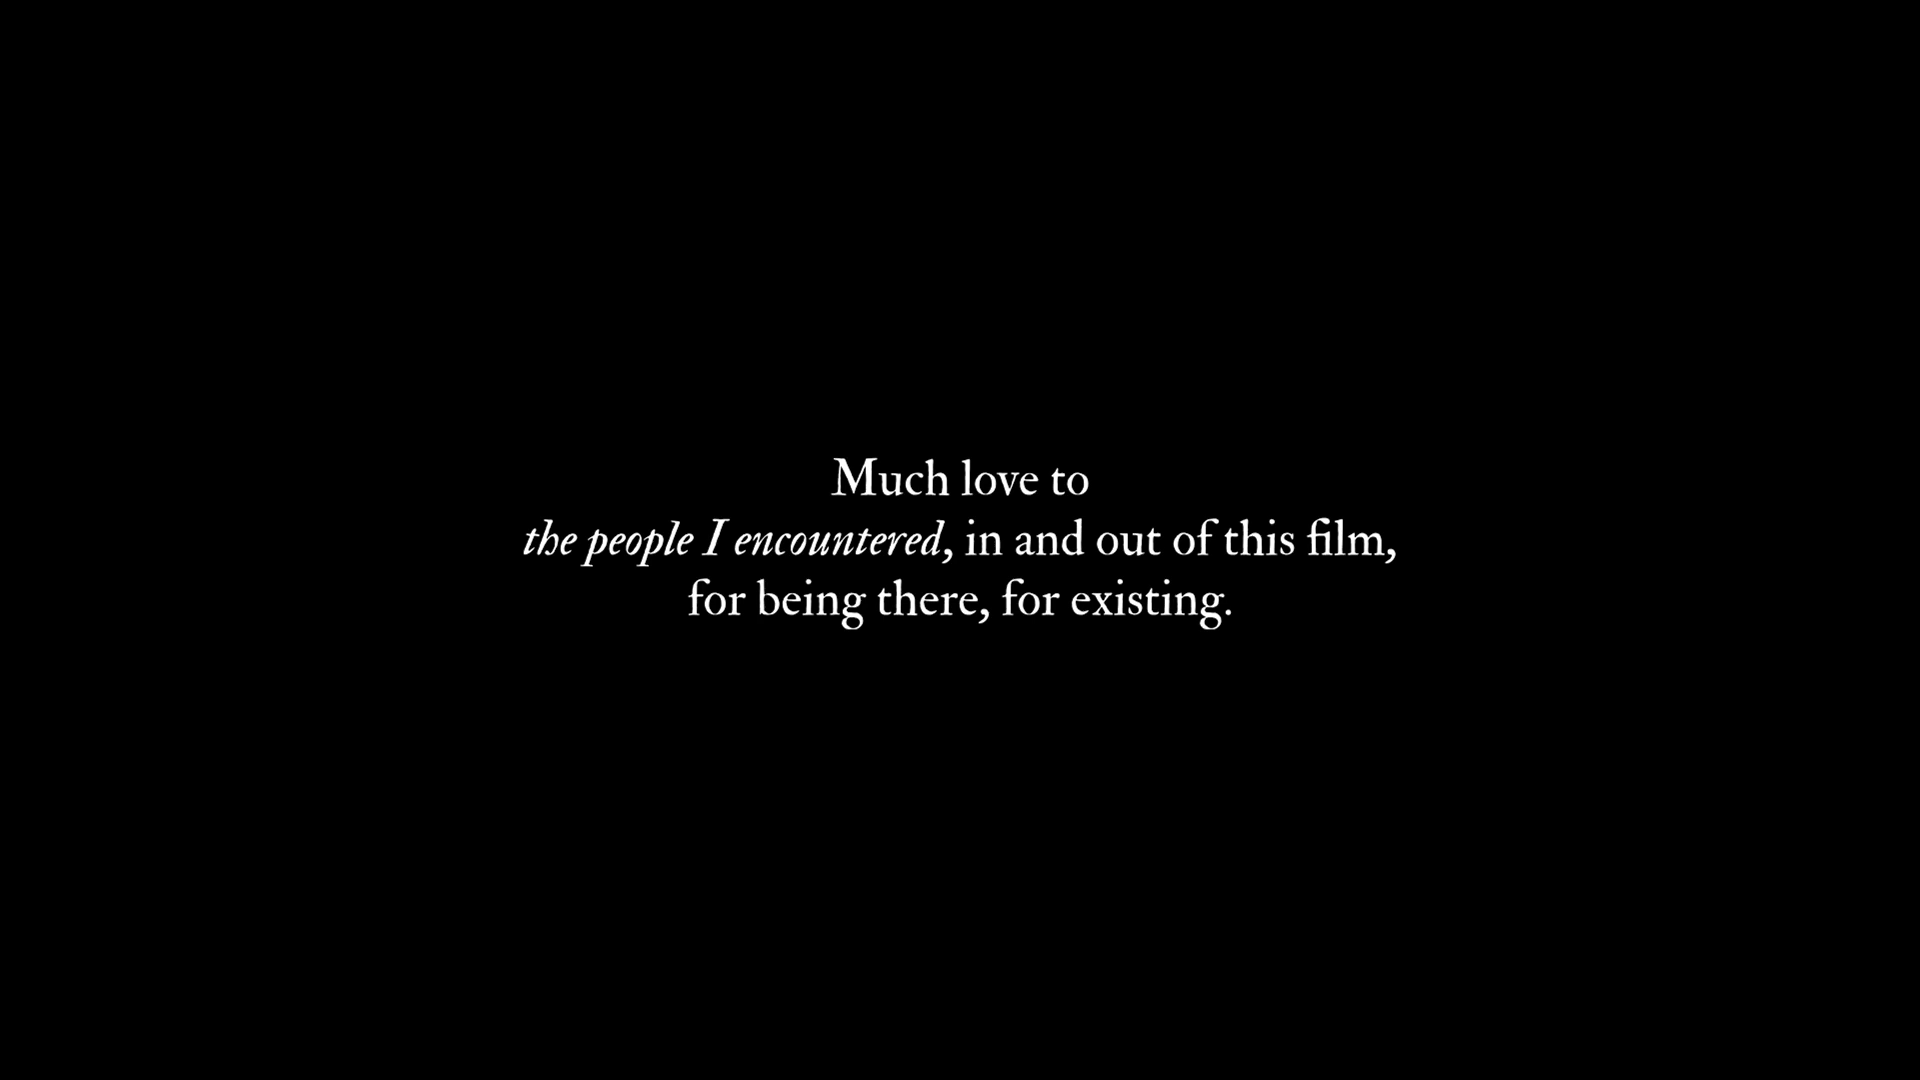 Much love to
the people I encountered, in and out of this film,
for being there, for existing.